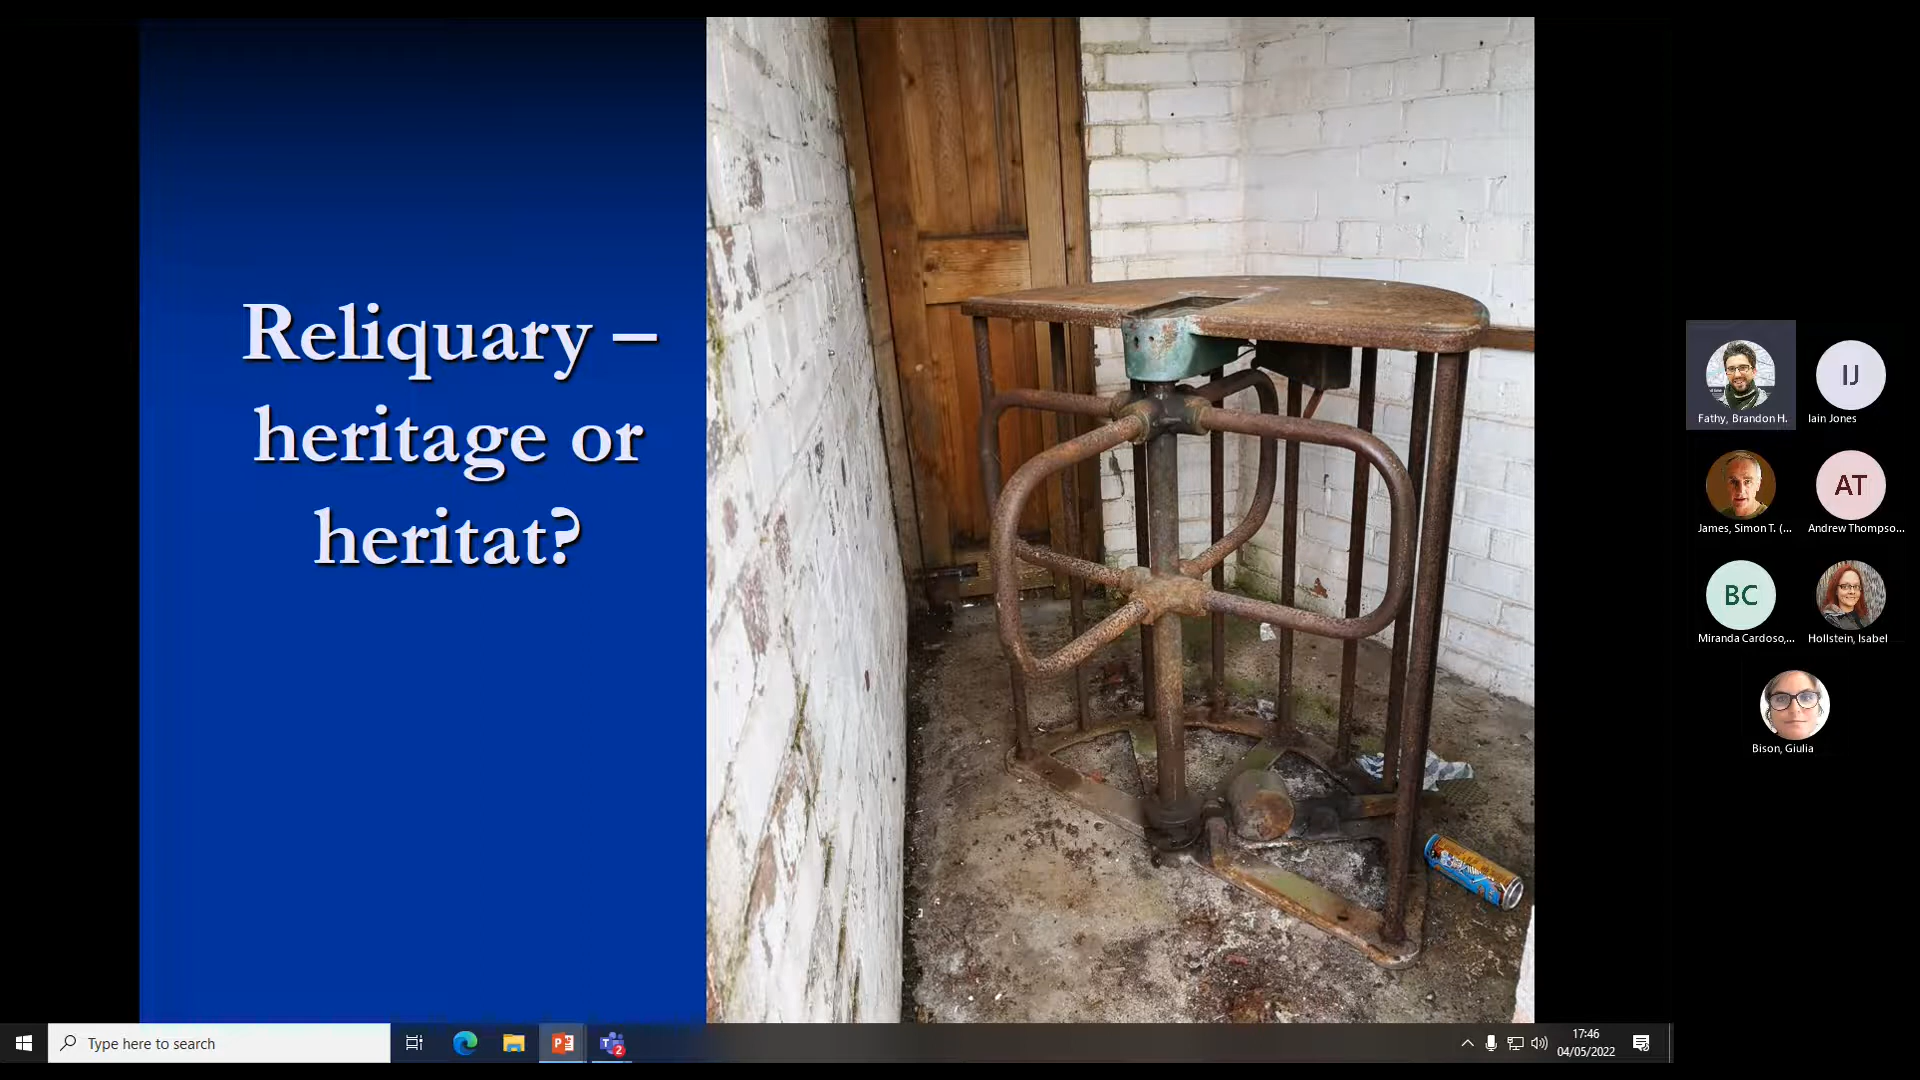 Reliquary –
heritage or
heritat?
Fathy, Brandon H.
IJ
Iain Jones
James, Simon T. (...
AT
Andrew Thompso...
BC
Miranda Cardoso,...
Hollstein, Isabel
Bison, Giulia
Type here to search
P
T
2
17:46
04/05/2022